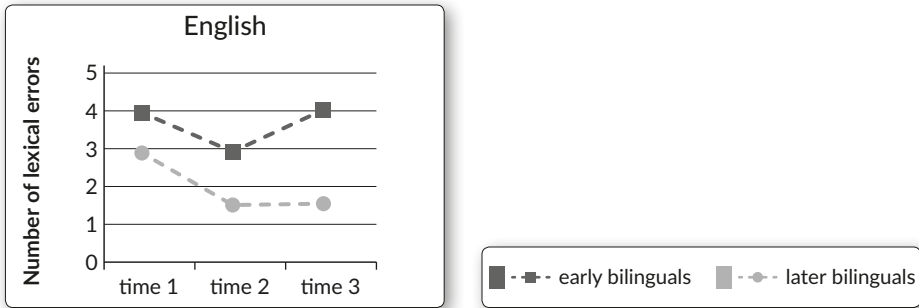 English
Number of lexical errors
5
4
3
2
1
0
time 1 time 2 time 3
early bilinguals later bilinguals